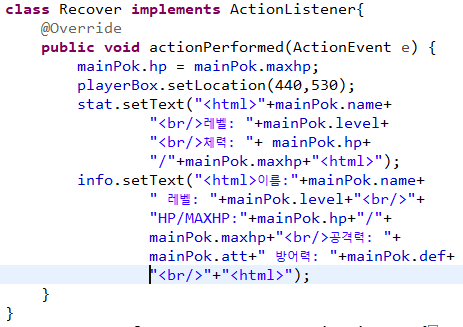 class Recover implements ActionListener{
    @Override
    public void actionPerformed(ActionEvent e) {
        mainPok.hp = mainPok.maxhp;
        playerBox.setLocation(440,530);
        stat.setText("<html>"+mainPok.name+
                "<br/>레벨: "+mainPok.level+
                "<br/>체력: "+ mainPok.hp+
                "/"+mainPok.maxhp+"<html>");
        info.setText("<html>이름:"+mainPok.name+
                " 레벨: "+mainPok.level+"<br/>"+
                "HP/MAXHP:"+mainPok.hp+"/"+
                mainPok.maxhp+"<br/>공격력: "+
                mainPok.att+" 방어력: "+mainPok.def+
                "<br/>"+"<html>");
    }
}